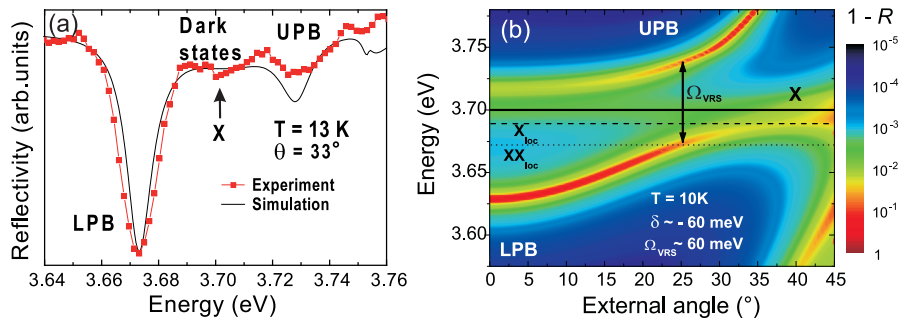 (a)
Dark
states
UPB
X
T = 13 K
θ = 33°
Experiment
Simulation
LPB
Reflectivity (arb.units)
3.64 3.66 3.68 3.70 3.72 3.74 3.76
Energy (eV)
(b)
UPB
Ω_VRS
X
X_loc
XX_loc
T = 10K
δ ~ - 60 meV
Ω_VRS ~ 60 meV
LPB
Energy (eV)
3.75
3.70
3.65
3.60
0 5 10 15 20 25 30 35 40 45
External angle (°)
1 - R
10^-5
10^-4
10^-3
10^-2
10^-1
1